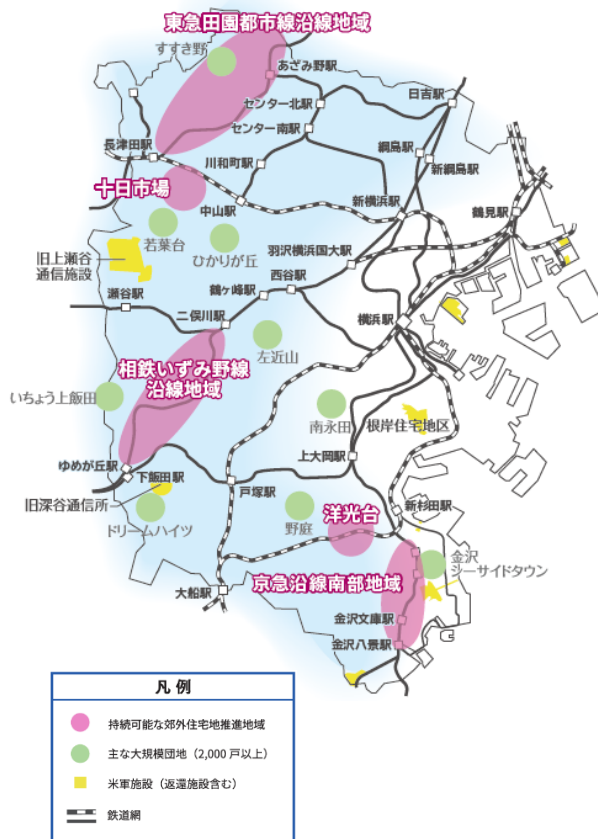 東急田園都市線沿線地域
すすき野
あざみ野駅
日吉駅
センター北駅
センター南駅
長津田駅
綱島駅
川和町駅
新綱島駅
十日市場
中山駅
新横浜駅
鶴見駅
若葉台
ひかりが丘
羽沢横浜国大駅
旧上瀬谷
通信施設
西谷駅
鶴ヶ峰駅
瀬谷駅
二俣川駅
横浜駅
左近山
相鉄いずみ野線
沿線地域
いちょう上飯田
南永田
根岸住宅地区
上大岡駅
ゆめが丘駅
下飯田駅
戸塚駅
旧深谷通信所
新杉田駅
洋光台
ドリームハイツ
野庭
金沢
シーサイドタウン
京急沿線南部地域
大船駅
金沢文庫駅
金沢八景駅
凡 例
持続可能な郊外住宅地推進地域
主な大規模団地（2,000 戸以上）
米軍施設（返還施設含む）
鉄道網